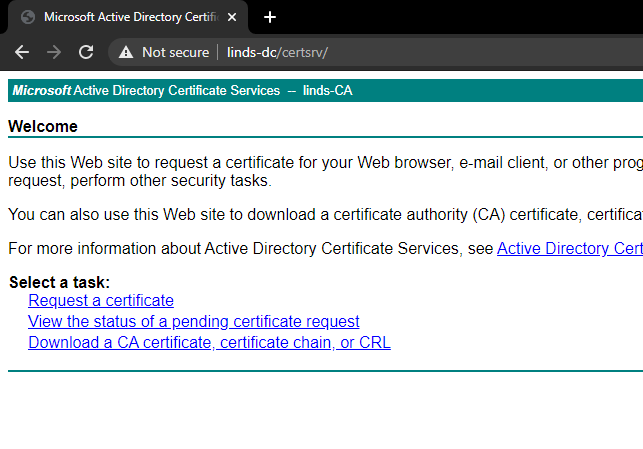 Microsoft Active Directory Certifi
Not secure | linds-dc/certsrv/
Microsoft Active Directory Certificate Services -- linds-CA
Welcome
Use this Web site to request a certificate for your Web browser, e-mail client, or other prog
request, perform other security tasks.
You can also use this Web site to download a certificate authority (CA) certificate, certifica
For more information about Active Directory Certificate Services, see Active Directory Cert
Select a task:
Request a certificate
View the status of a pending certificate request
Download a CA certificate, certificate chain, or CRL